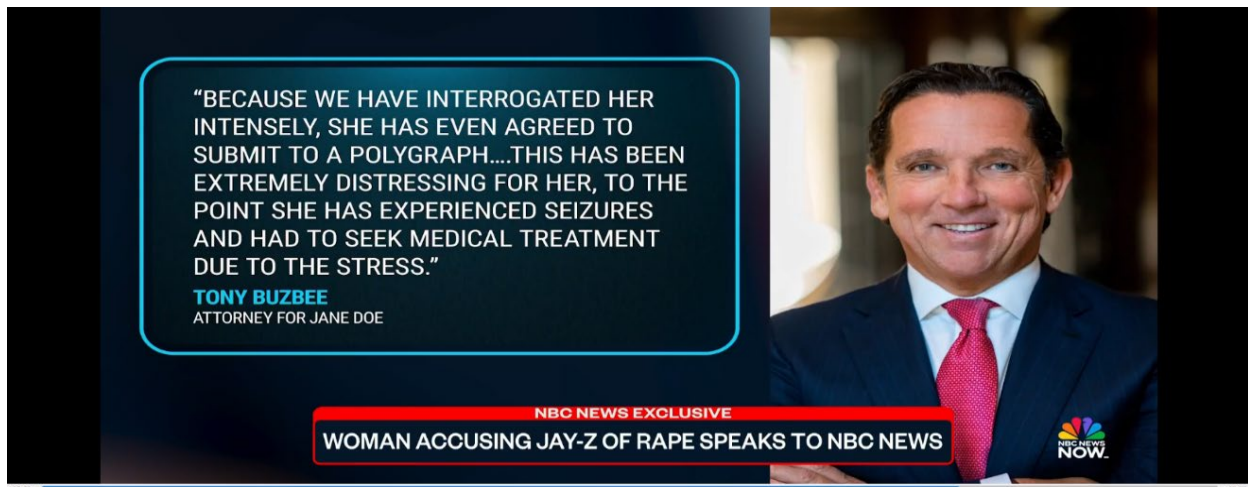 “BECAUSE WE HAVE INTERROGATED HER
INTENSELY, SHE HAS EVEN AGREED TO
SUBMIT TO A POLYGRAPH....THIS HAS BEEN
EXTREMELY DISTRESSING FOR HER, TO THE
POINT SHE HAS EXPERIENCED SEIZURES
AND HAD TO SEEK MEDICAL TREATMENT
DUE TO THE STRESS.”
TONY BUZBEE
ATTORNEY FOR JANE DOE
NBC NEWS EXCLUSIVE
WOMAN ACCUSING JAY-Z OF RAPE SPEAKS TO NBC NEWS
NBC NEWS
NOW